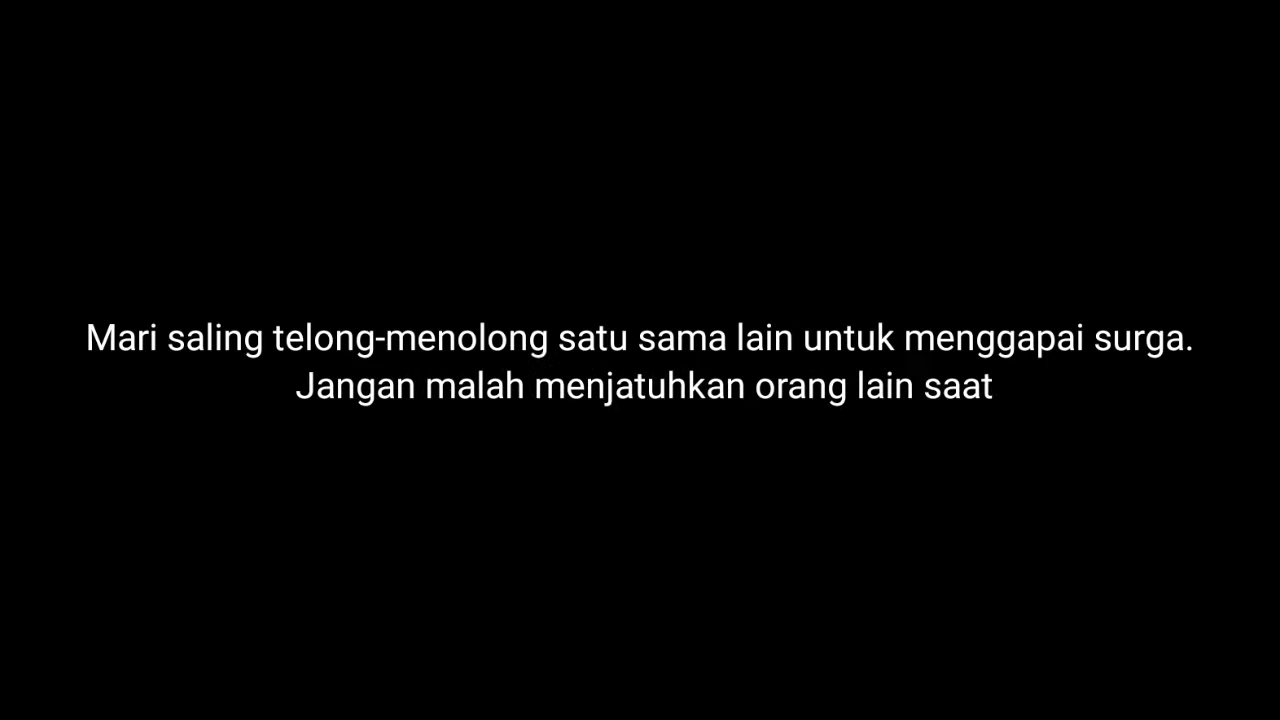 Mari saling telong-menolong satu sama lain untuk menggapai surga.
Jangan malah menjatuhkan orang lain saat